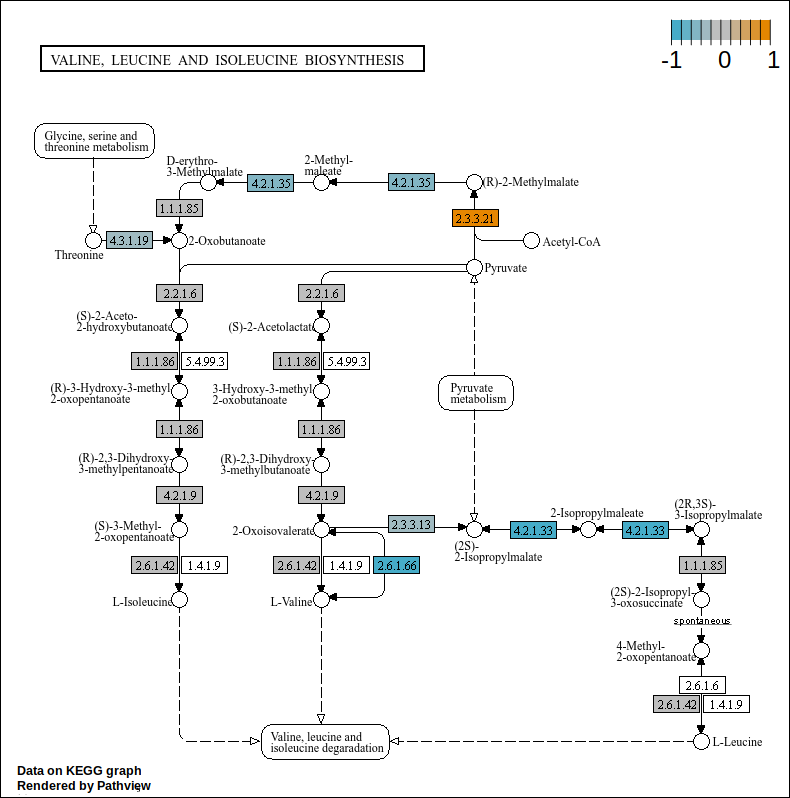 -1 0 1
VALINE, LEUCINE AND ISOLEUCINE BIOSYNTHESIS
Glycine, serine and
threonine metabolism
D-erythro-
3-Methylmalate
2-Methyl-
maleate
4.2.1.35
4.2.1.35
(R)-2-Methylmalate
1.1.1.85
2.3.3.21
Threonine
4.3.1.19
2-Oxobutanoate
Acetyl-CoA
Pyruvate
2.2.1.6
2.2.1.6
(S)-2-Aceto-
2-hydroxybutanoate
(S)-2-Acetolactate
1.1.1.86
5.4.99.3
1.1.1.86
5.4.99.3
(R)-3-Hydroxy-3-methyl
2-oxopentanoate
3-Hydroxy-3-methyl
2-oxobutanoate
Pyruvate
metabolism
1.1.1.86
1.1.1.86
(R)-2,3-Dihydroxy-
3-methylpentanoate
(R)-2,3-Dihydroxy-
3-methylbutanoate
4.2.1.9
4.2.1.9
(S)-3-Methyl-
2-oxopentanoate
2-Oxoisovalerate
2.3.3.13
(2S)-
2-Isopropylmalate
4.2.1.33
2-Isopropylmaleate
4.2.1.33
(2R,3S)-
3-Isopropylmalate
2.6.1.42
1.4.1.9
2.6.1.42
1.4.1.9
2.6.1.66
1.1.1.85
L-Isoleucine
L-Valine
(2S)-2-Isopropyl-
3-oxosuccinate
spontaneous
4-Methyl-
2-oxopentanoate
2.6.1.6
2.6.1.42
1.4.1.9
L-Leucine
Valine, leucine and
isoleucine degaradation
Data on KEGG graph
Rendered by Pathview